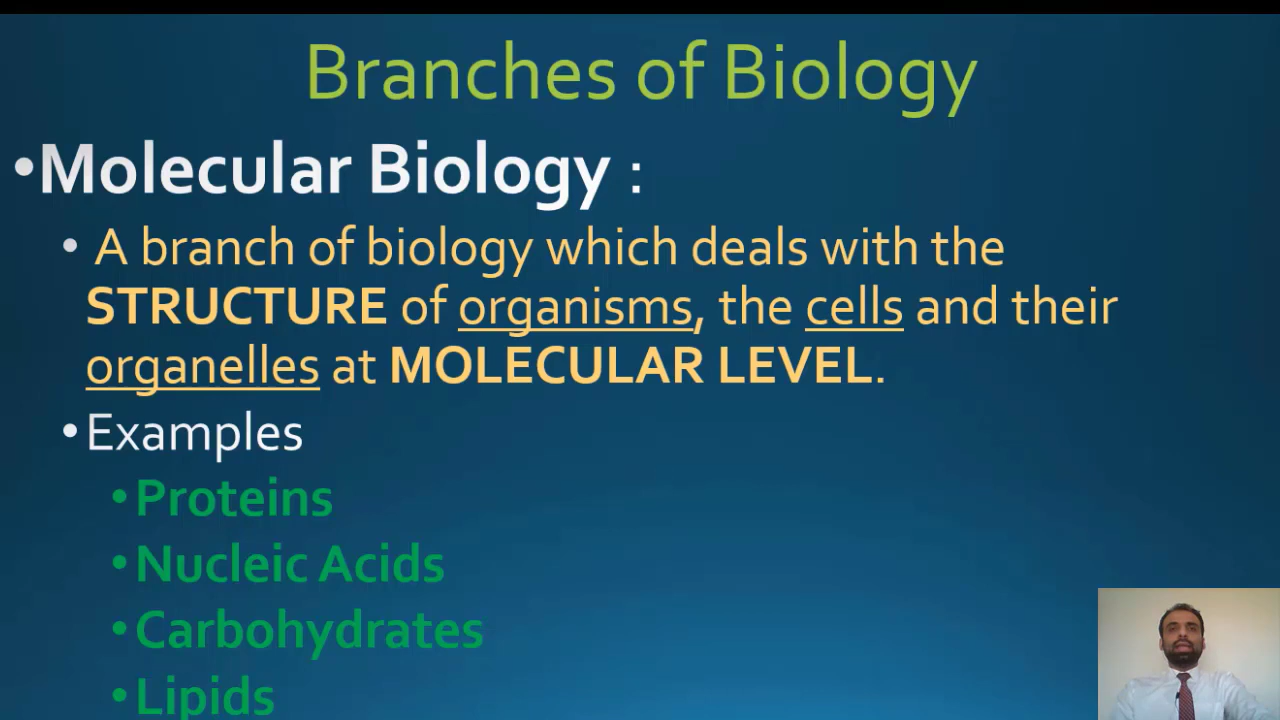 Branches of Biology
•Molecular Biology :
• A branch of biology which deals with the
STRUCTURE of organisms, the cells and their
organelles at MOLECULAR LEVEL.
•Examples
•Proteins
•Nucleic Acids
•Carbohydrates
•Lipids